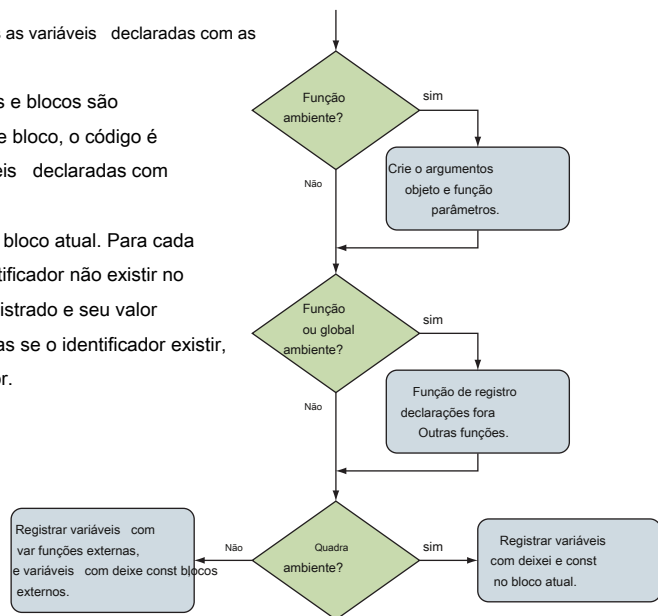 s as variáveis declaradas com as
s e blocos são
e bloco, o código é
eis declaradas com
bloco atual. Para cada
tificador não existir no
istrado e seu valor
as se o identificador existir,
or.
Função
ambiente?
sim
Não
Crie o argumentos
objeto e função
parâmetros.
Função
ou global
ambiente?
sim
Não
Função de registro
declarações fora
Outras funções.
Quadra
ambiente?
Não
sim
Registrar variáveis com
var funções externas,
e variáveis com deixe const blocos
externos.
Registrar variáveis
com deixei e const
no bloco atual.